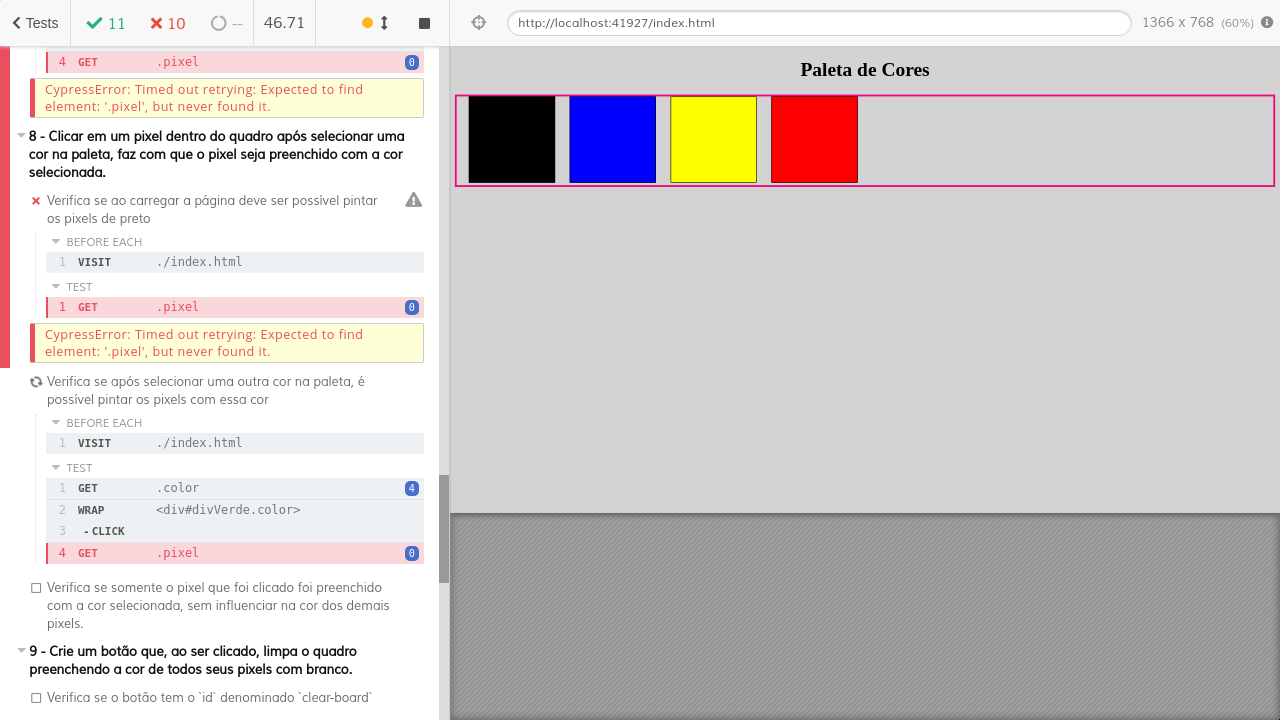 Tests
11
10
--
46.71
http://localhost:41927/index.html
1366 x 768 (60%)
4 GET .pixel 0
CypressError: Timed out retrying: Expected to find
element: '.pixel', but never found it.
8 - Clicar em um pixel dentro do quadro após selecionar uma
cor na paleta, faz com que o pixel seja preenchido com a cor
selecionada.
Verifica se ao carregar a página deve ser possível pintar
os pixels de preto
BEFORE EACH
1 VISIT ./index.html
TEST
1 GET .pixel 0
CypressError: Timed out retrying: Expected to find
element: '.pixel', but never found it.
Verifica se após selecionar uma outra cor na paleta, é
possível pintar os pixels com essa cor
BEFORE EACH
1 VISIT ./index.html
TEST
1 GET .color 4
2 WRAP <div#divVerde.color>
3 - CLICK
4 GET .pixel 0
Verifica se somente o pixel que foi clicado foi preenchido
com a cor selecionada, sem influenciar na cor dos demais
pixels.
9 - Crie um botão que, ao ser clicado, limpa o quadro
preenchendo a cor de todos seus pixels com branco.
Verifica se o botão tem o `id` denominado `clear-board`
Paleta de Cores